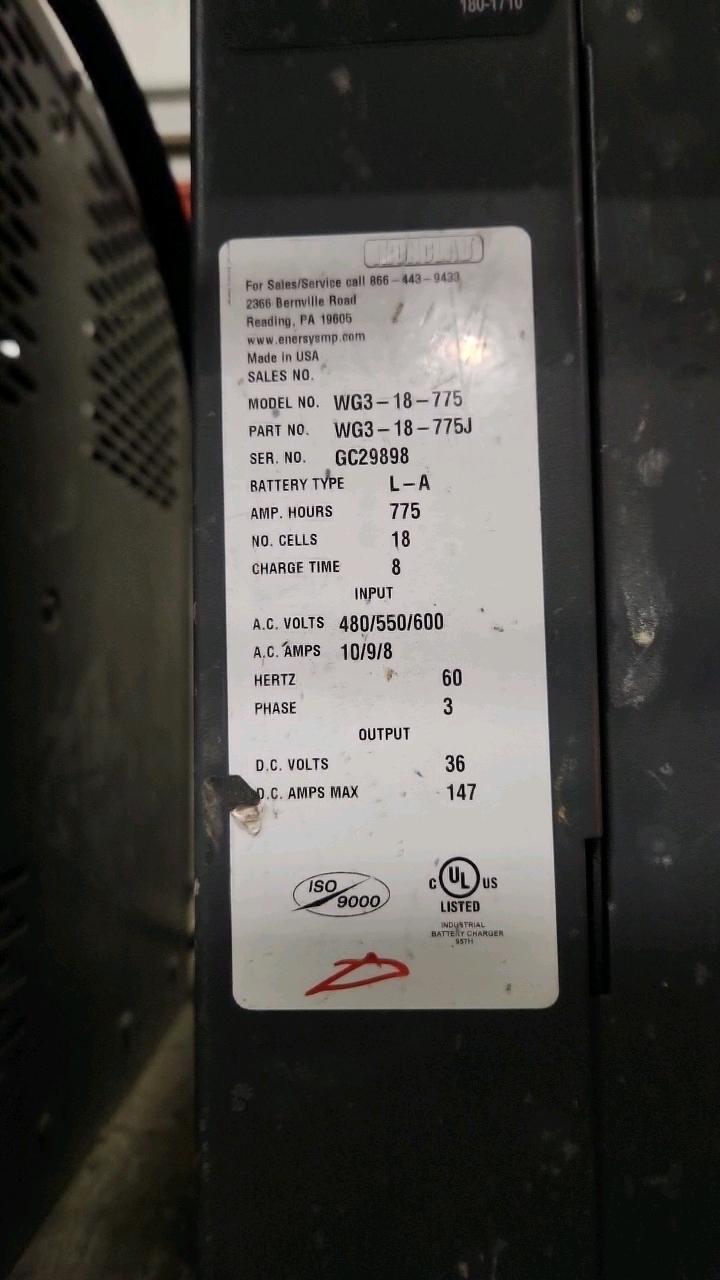 180-1710
IRONCLAD
For Sales/Service call 866-443-9433
2366 Bernville Road
Reading, PA 19605
www.enersysmp.com
Made in USA
SALES NO.
MODEL NO. WG3-18-775
PART NO. WG3-18-775J
SER. NO. GC29898
BATTERY TYPE L-A
AMP. HOURS 775
NO. CELLS 18
CHARGE TIME 8
INPUT
A.C. VOLTS 480/550/600
A.C. AMPS 10/9/8
HERTZ 60
PHASE 3
OUTPUT
D.C. VOLTS 36
D.C. AMPS MAX 147
ISO
9000
C UL US
LISTED
INDUSTRIAL
BATTERY CHARGER
957H